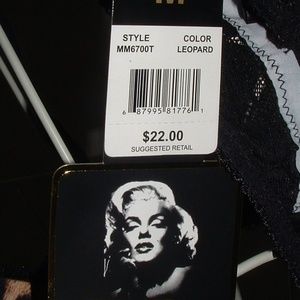 STYLE COLOR
MM6700T LEOPARD
6 87995 81776 1
$22.00
SUGGESTED RETAIL